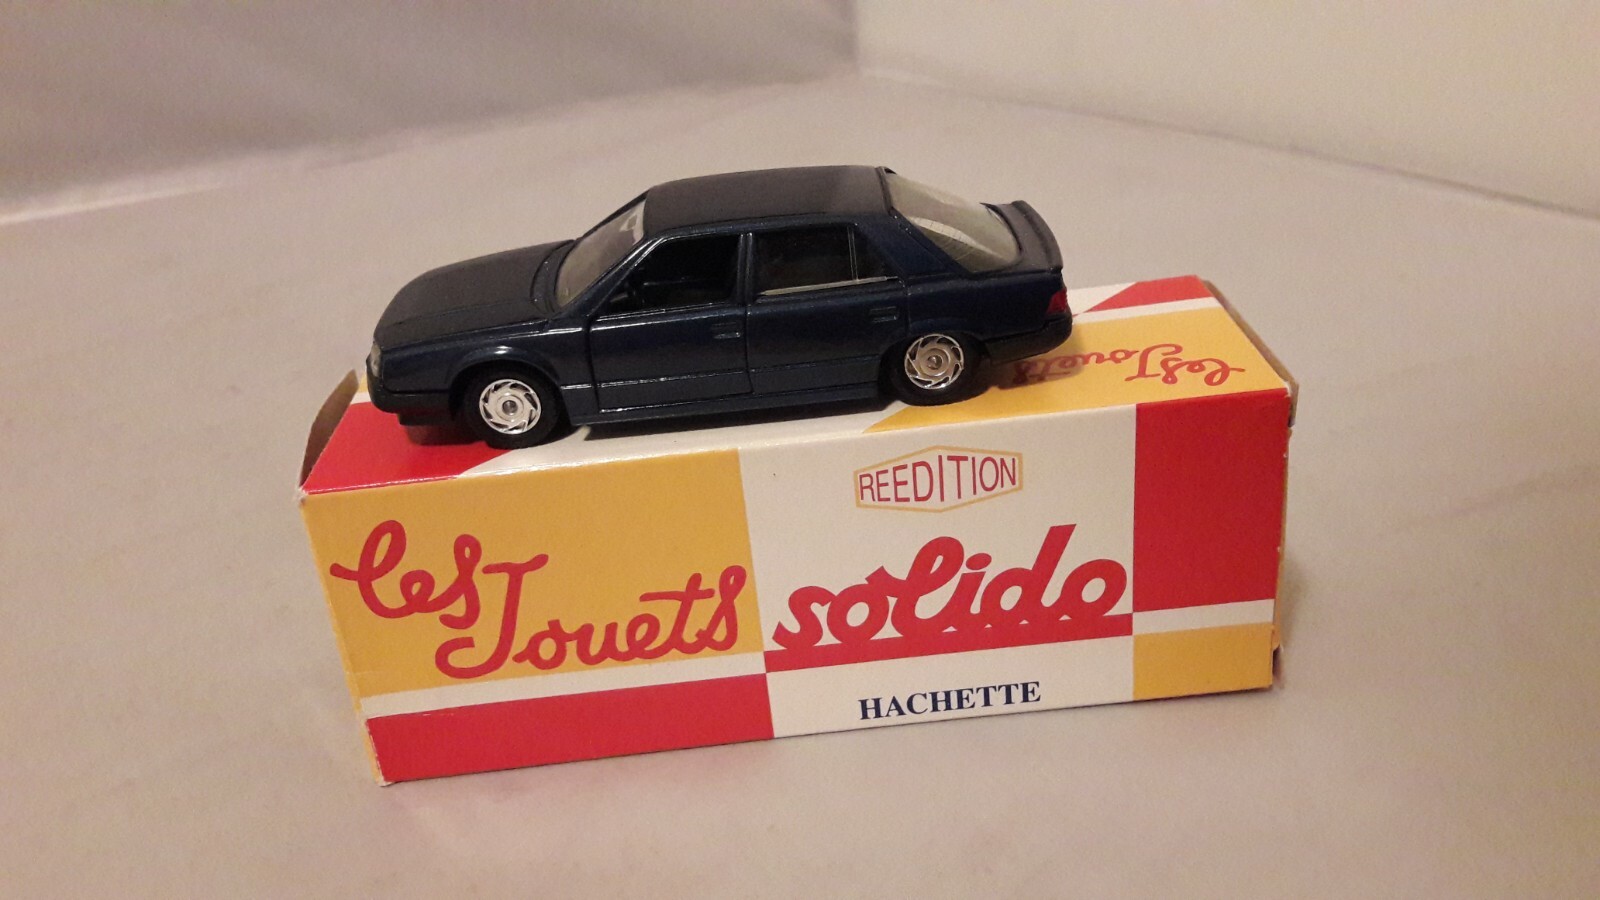 les
Jouets
REEDITION
solido
HACHETTE
les Jouets